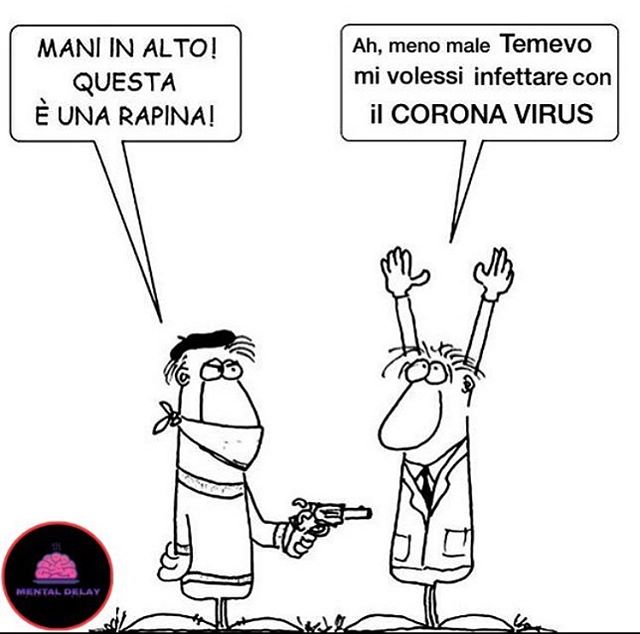 MANI IN ALTO!
QUESTA
È UNA RAPINA!
Ah, meno male Temevo
mi volessi infettare con
il CORONA VIRUS
MENTAL DELAY